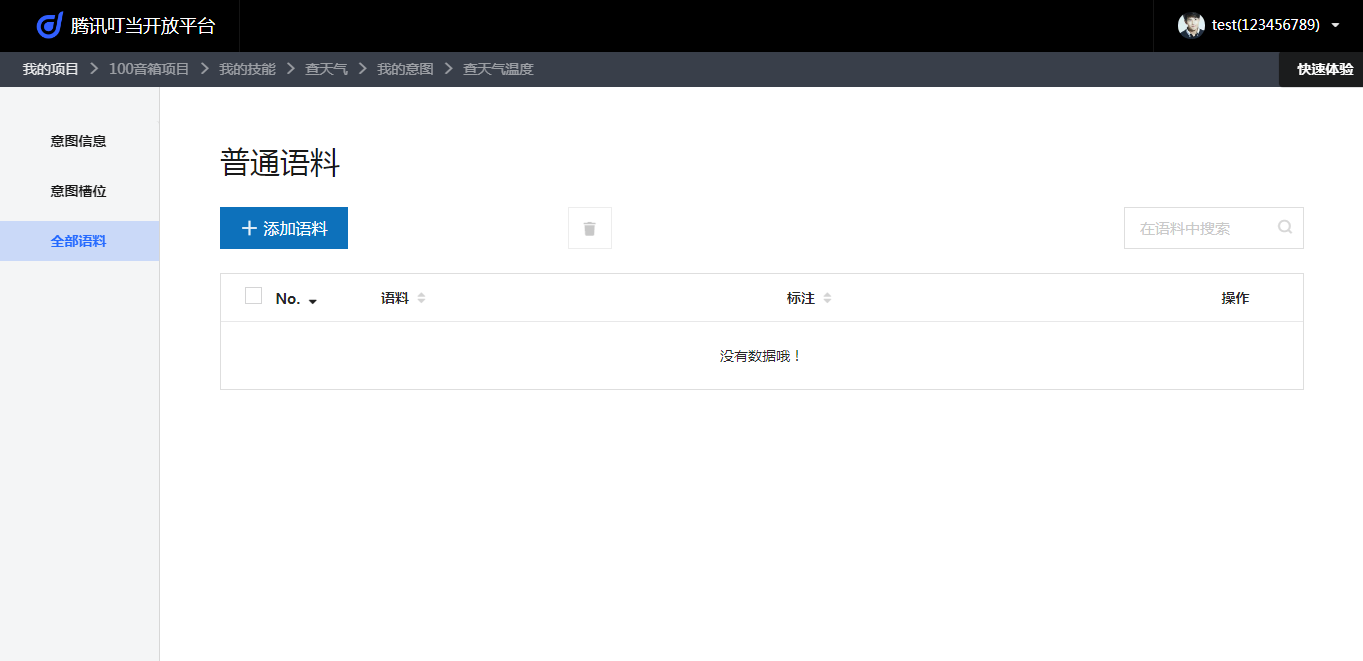 腾讯叮当开放平台
test(123456789)
我的项目 > 100音箱项目 > 我的技能 > 查天气 > 我的意图 > 查天气温度
快速体验
意图信息
意图槽位
全部语料
普通语料
+ 添加语料
在语料中搜索
No. 语料 标注 操作
没有数据哦！